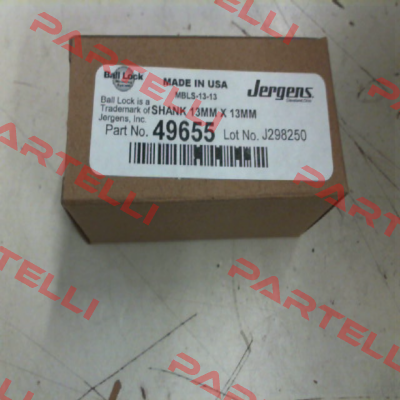 Ball Lock
MADE IN USA
Jergens
MBLS-13-13
Ball Lock is a
Trademark of SHANK 13MM X 13MM
Jergens, Inc.
Part No. 49655 Lot No. J298250
PARTELLI
PARTELLI
PARTELLI
PARTELLI